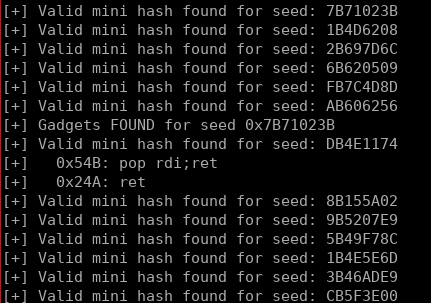 [+] Valid mini hash found for seed: 7B71023B
[+] Valid mini hash found for seed: 1B4D6208
[+] Valid mini hash found for seed: 2B697D6C
[+] Valid mini hash found for seed: 6B620509
[+] Valid mini hash found for seed: FB7C4D8D
[+] Valid mini hash found for seed: AB606256
[+] Gadgets FOUND for seed 0x7B71023B
[+] Valid mini hash found for seed: DB4E1174
[+]   0x54B: pop rdi;ret
[+]   0x24A: ret
[+] Valid mini hash found for seed: 8B155A02
[+] Valid mini hash found for seed: 9B5207E9
[+] Valid mini hash found for seed: 5B49F78C
[+] Valid mini hash found for seed: 1B4E5E6D
[+] Valid mini hash found for seed: 3B46ADE9
[+] Valid mini hash found for seed: CB5F3E00